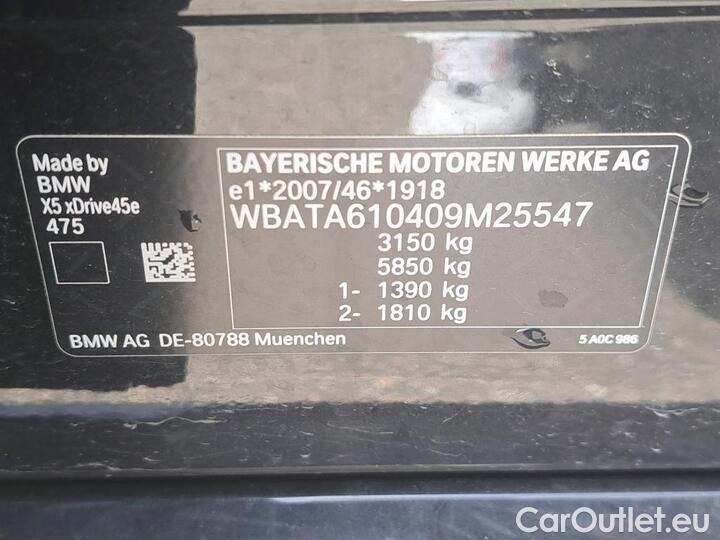 Made by
BMW
X5 xDrive45e
475
BAYERISCHE MOTOREN WERKE AG
e1*2007/46*1918
WBATA610409M25547
3150 kg
5850 kg
1- 1390 kg
2- 1810 kg
BMW AG DE-80788 Muenchen
5 A0C 986
CarOutlet.eu